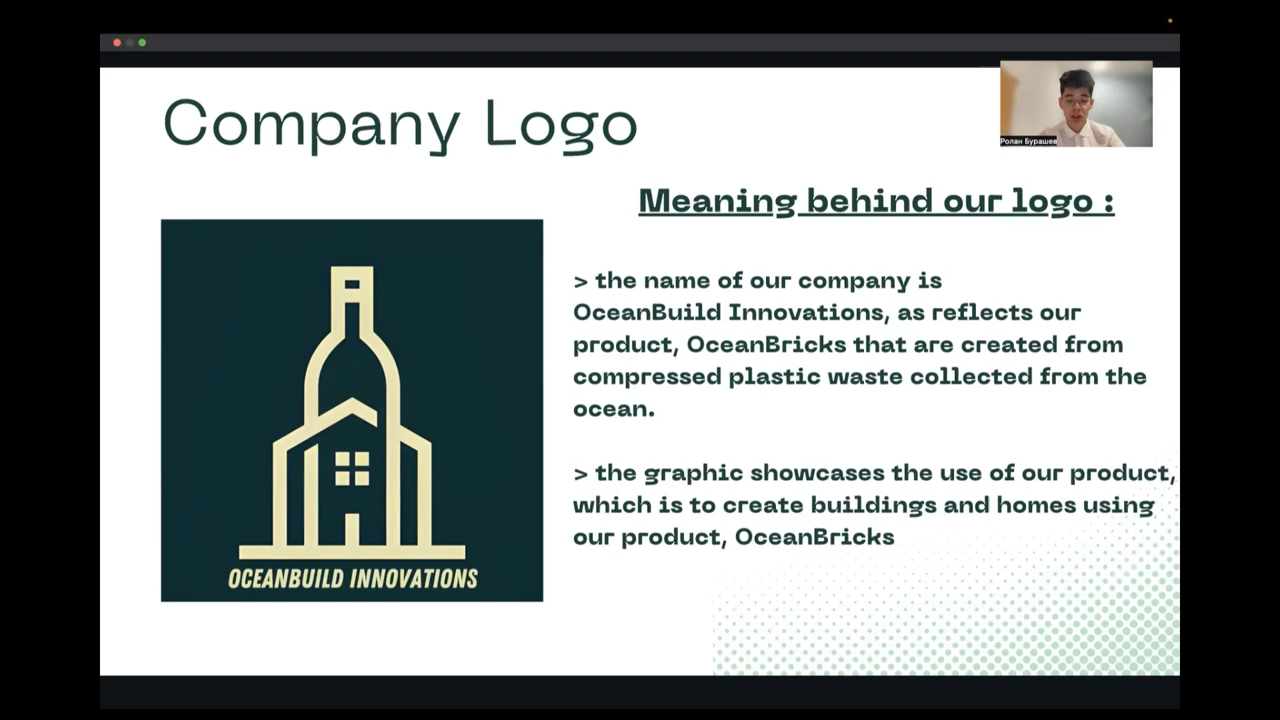 Company Logo
Ролан Бурашев
Meaning behind our logo :
> the name of our company is
OceanBuild Innovations, as reflects our
product, OceanBricks that are created from
compressed plastic waste collected from the
ocean.
> the graphic showcases the use of our product,
which is to create buildings and homes using
our product, OceanBricks
OCEANBUILD INNOVATIONS